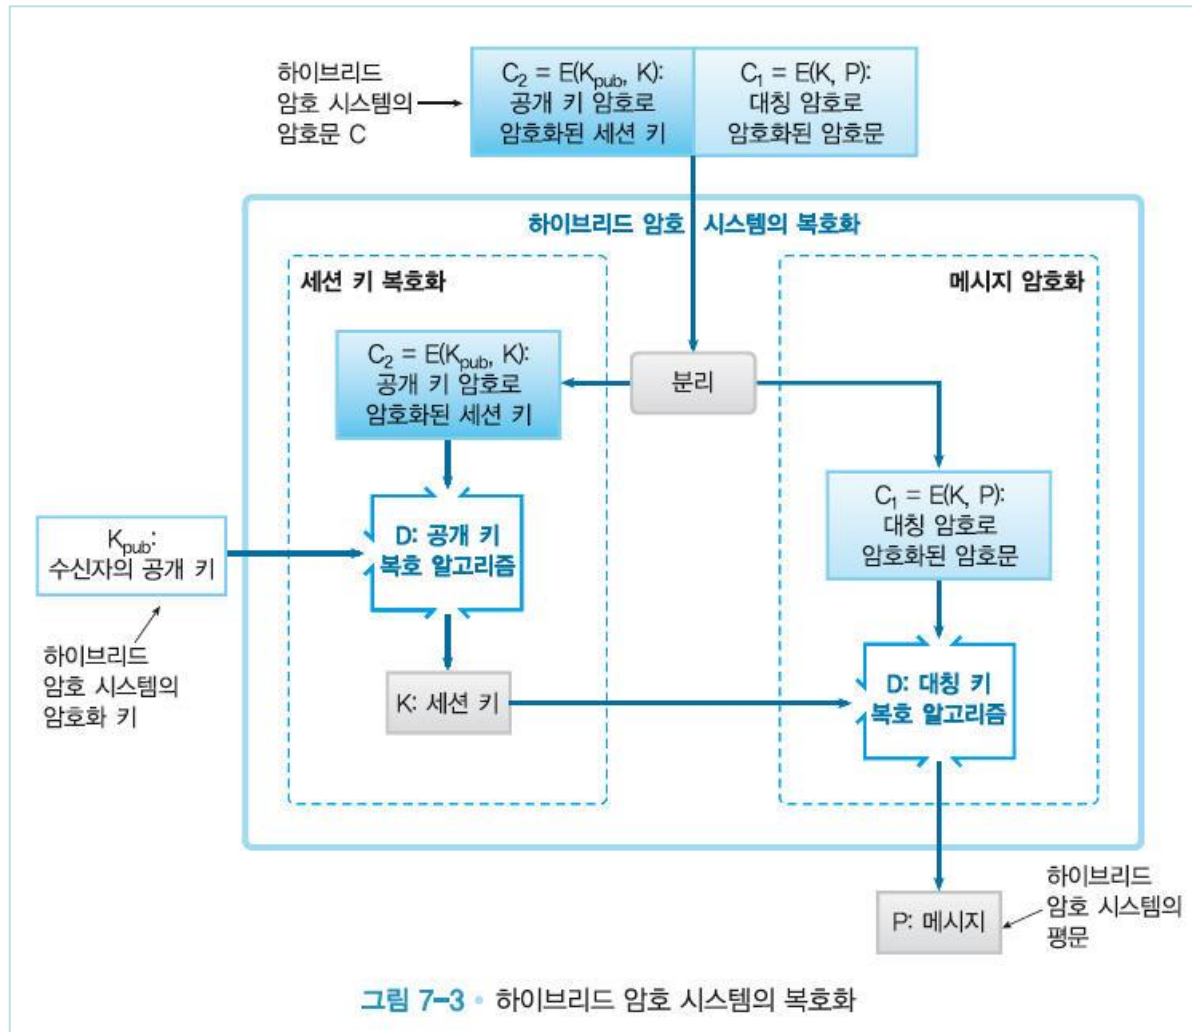 하이브리드
암호 시스템의
암호문 C
C₂ = E(Kpub, K):
공개 키 암호로
암호화된 세션 키
C₁ = E(K, P):
대칭 암호로
암호화된 암호문
하이브리드 암호 시스템의 복호화
세션 키 복호화
메시지 암호화
C₂ = E(Kpub, K):
공개 키 암호로
암호화된 세션 키
분리
C₁ = E(K, P):
대칭 암호로
암호화된 암호문
Kpub:
수신자의 공개 키
D: 공개 키
복호 알고리즘
하이브리드
암호 시스템의
암호화 키
K: 세션 키
D: 대칭 키
복호 알고리즘
P: 메시지
하이브리드
암호 시스템의
평문
그림 7-3 • 하이브리드 암호 시스템의 복호화